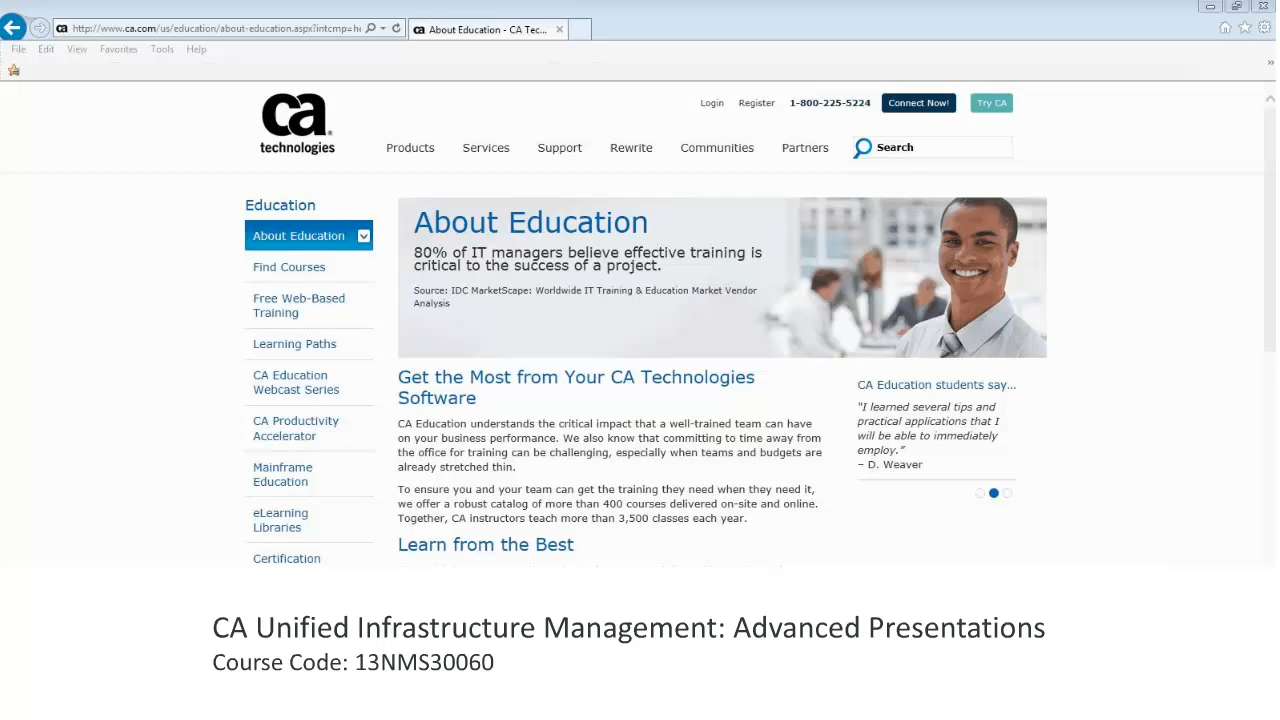 http://www.ca.com/us/education/about-education.aspx?intcmp=he
About Education - CA Tec...
File Edit View Favorites Tools Help
ca
technologies
Login Register 1-800-225-5224 Connect Now! Try CA
Products Services Support Rewrite Communities Partners Search
Education
About Education
Find Courses
Free Web-Based
Training
Learning Paths
CA Education
Webcast Series
CA Productivity
Accelerator
Mainframe
Education
eLearning
Libraries
Certification
About Education
80% of IT managers believe effective training is
critical to the success of a project.
Source: IDC MarketScape: Worldwide IT Training & Education Market Vendor
Analysis
Get the Most from Your CA Technologies
Software
CA Education understands the critical impact that a well-trained team can have
on your business performance. We also know that committing to time away from
the office for training can be challenging, especially when teams and budgets are
already stretched thin.
To ensure you and your team can get the training they need when they need it,
we offer a robust catalog of more than 400 courses delivered on-site and online.
Together, CA instructors teach more than 3,500 classes each year.
Learn from the Best
CA Education students say...
“I learned several tips and
practical applications that I
will be able to immediately
employ.”
– D. Weaver
CA Unified Infrastructure Management: Advanced Presentations
Course Code: 13NMS30060